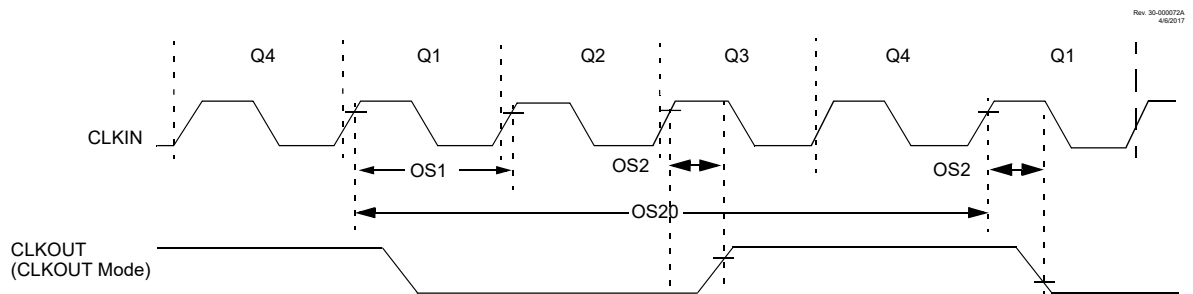 Rev. 30-000072A
4/6/2017
Q4
Q1
Q2
Q3
Q4
Q1
CLKIN
OS1
OS2
OS2
OS20
CLKOUT
(CLKOUT Mode)